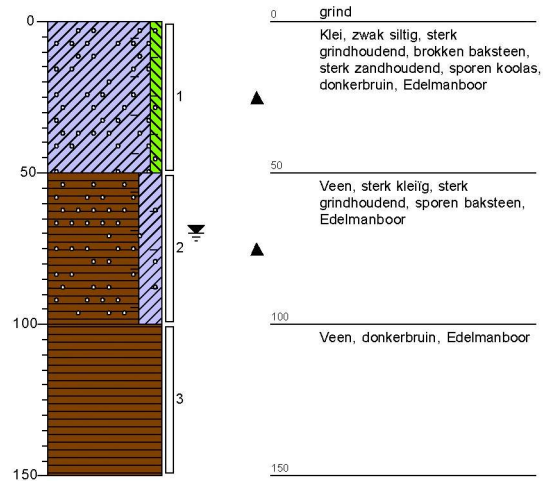 0
1
50
2
100
3
150
0
grind
Klei, zwak siltig, sterk
grindhoudend, brokken baksteen,
sterk zandhoudend, sporen koolas,
donkerbruin, Edelmanboor
50
Veen, sterk kleiïg, sterk
grindhoudend, sporen baksteen,
Edelmanboor
100
Veen, donkerbruin, Edelmanboor
150